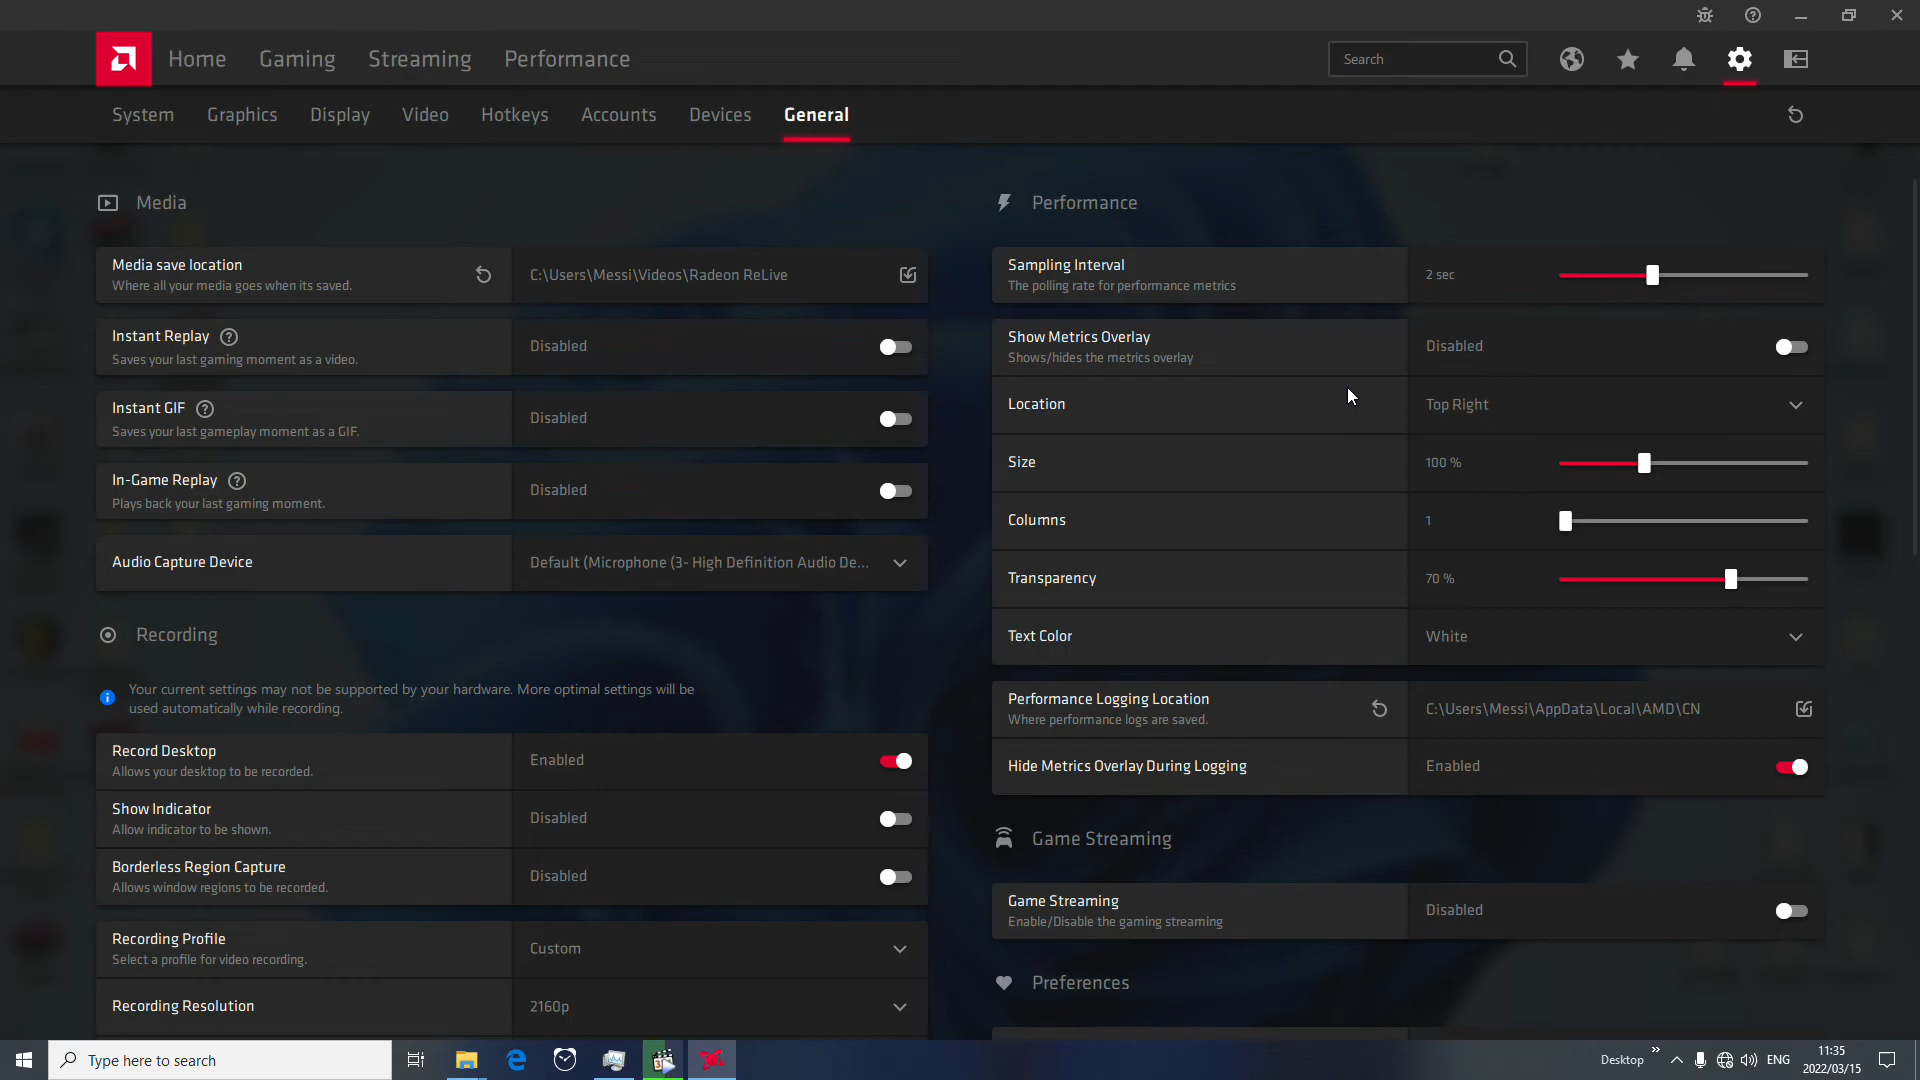 Home
Gaming
Streaming
Performance
Search
System
Graphics
Display
Video
Hotkeys
Accounts
Devices
General
Media
Media save location
Where all your media goes when its saved.
C:\Users\Messi\Videos\Radeon ReLive
Instant Replay
Saves your last gaming moment as a video.
Disabled
Instant GIF
Saves your last gameplay moment as a GIF.
Disabled
In-Game Replay
Plays back your last gaming moment.
Disabled
Audio Capture Device
Default (Microphone (3- High Definition Audio De...
Recording
Your current settings may not be supported by your hardware. More optimal settings will be
used automatically while recording.
Record Desktop
Allows your desktop to be recorded.
Enabled
Show Indicator
Allow indicator to be shown.
Disabled
Borderless Region Capture
Allows window regions to be recorded.
Disabled
Recording Profile
Select a profile for video recording.
Custom
Recording Resolution
2160p
Performance
Sampling Interval
The polling rate for performance metrics
2 sec
Show Metrics Overlay
Shows/hides the metrics overlay
Disabled
Location
Top Right
Size
100 %
Columns
1
Transparency
70 %
Text Color
White
Performance Logging Location
Where performance logs are saved.
C:\Users\Messi\AppData\Local\AMD\CN
Hide Metrics Overlay During Logging
Enabled
Game Streaming
Game Streaming
Enable/Disable the gaming streaming
Disabled
Preferences
Type here to search
Desktop
ENG
11:35
2022/03/15